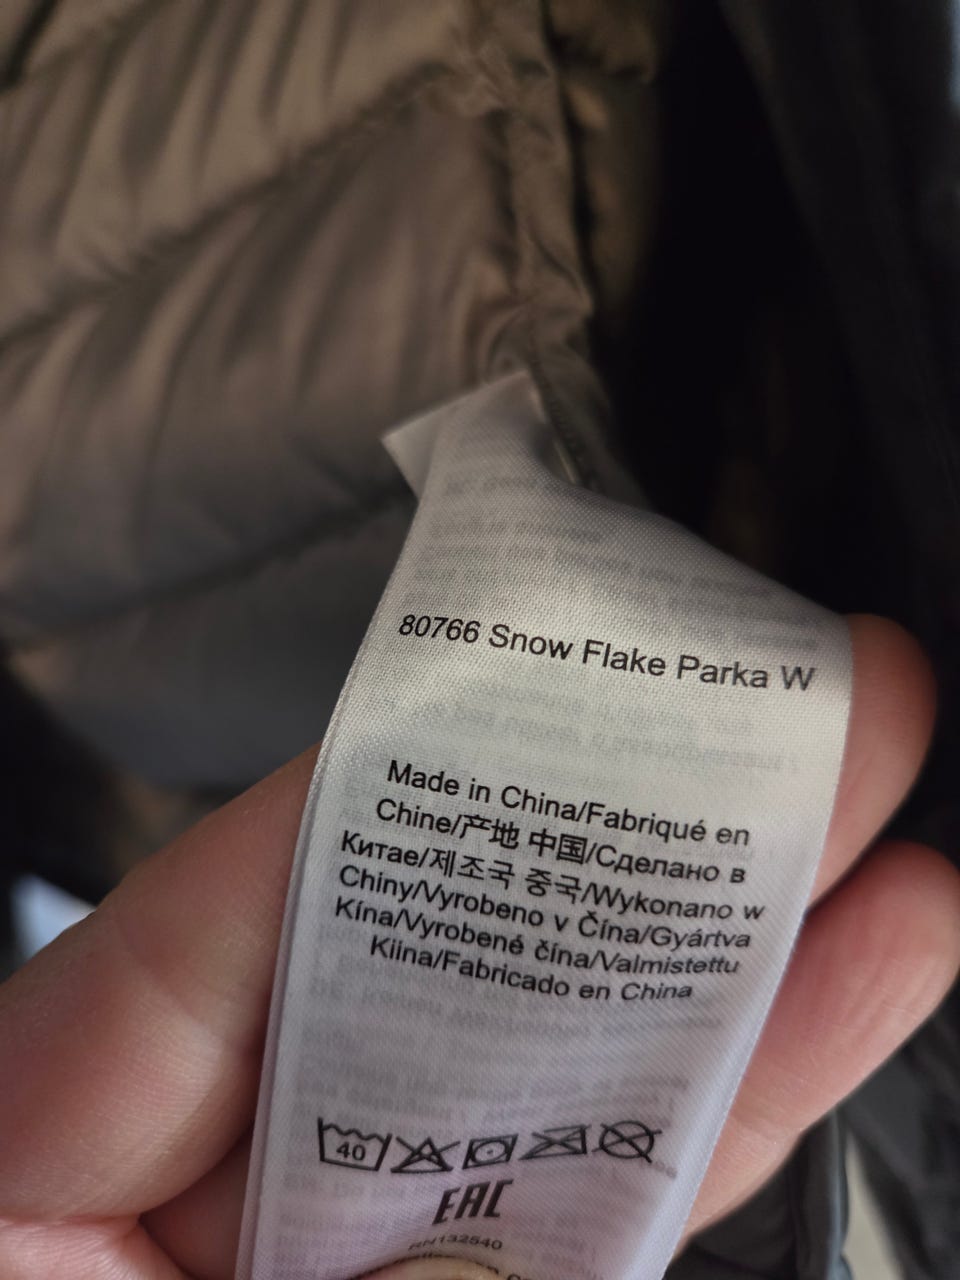 80766 Snow Flake Parka W
Made in China/Fabriqué en
Chine/产地 中国/Сделано в
Китае/제조국 중국/Wykonano w
Chiny/Vyrobeno v Čína/Gyártva
Kína/Vyrobené čína/Valmistettu
Kiina/Fabricado en China
40
EAC
RN132540